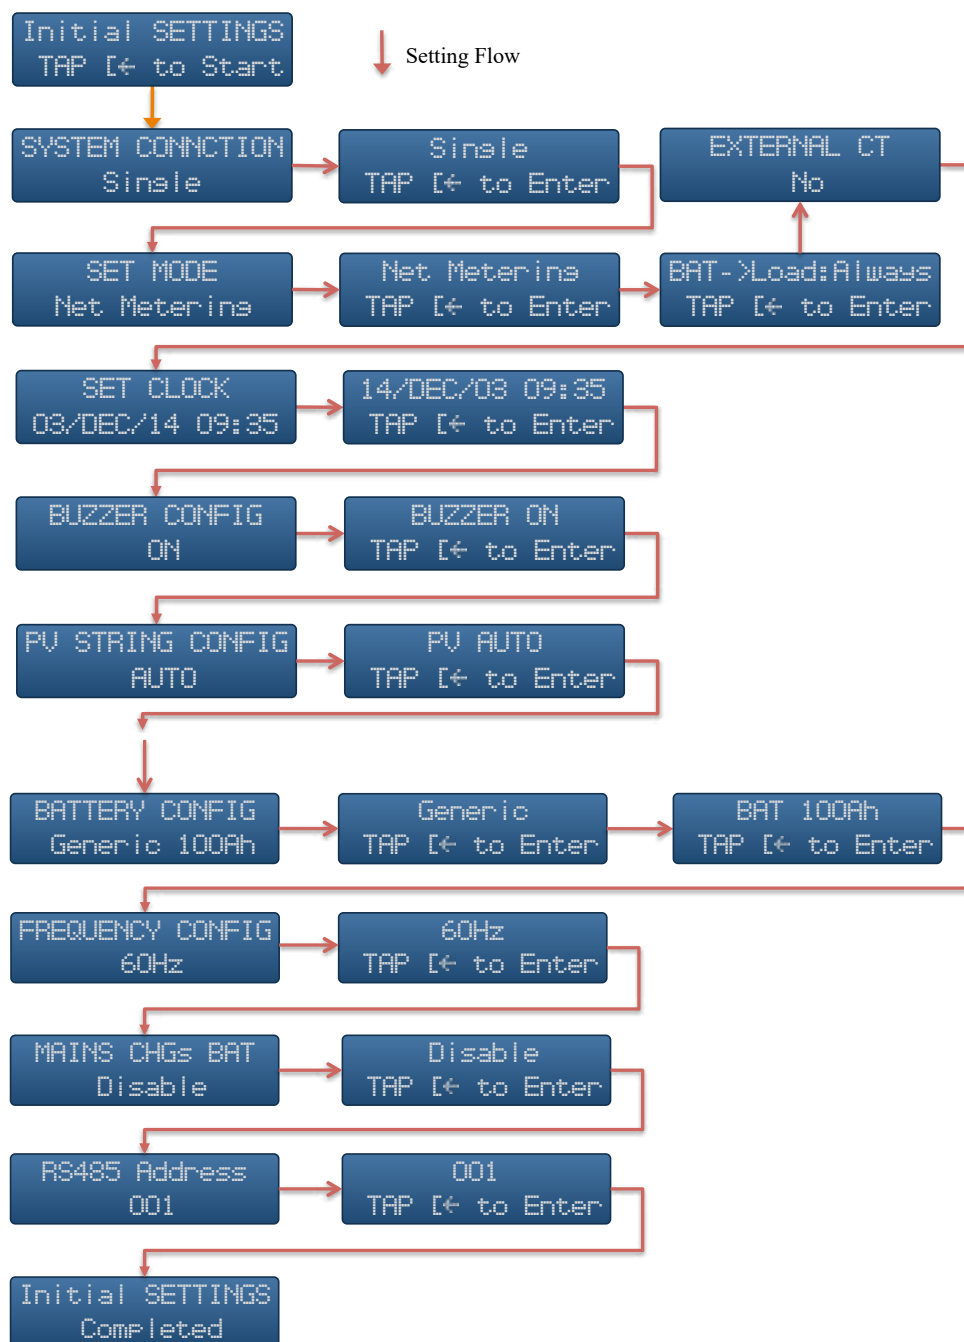 Initial SETTINGS
TAP [← to Start
Setting Flow
SYSTEM CONNCTION
Single
Single
TAP [← to Enter
EXTERNAL CT
No
SET MODE
Net Metering
Net Metering
TAP [← to Enter
BAT->Load:Always
TAP [← to Enter
SET CLOCK
03/DEC/14 09:35
14/DEC/03 09:35
TAP [← to Enter
BUZZER CONFIG
ON
BUZZER ON
TAP [← to Enter
PV STRING CONFIG
AUTO
PV AUTO
TAP [← to Enter
BATTERY CONFIG
Generic 100Ah
Generic
TAP [← to Enter
BAT 100Ah
TAP [← to Enter
FREQUENCY CONFIG
60Hz
60Hz
TAP [← to Enter
MAINS CHGs BAT
Disable
Disable
TAP [← to Enter
RS485 Address
001
001
TAP [← to Enter
Initial SETTINGS
Completed